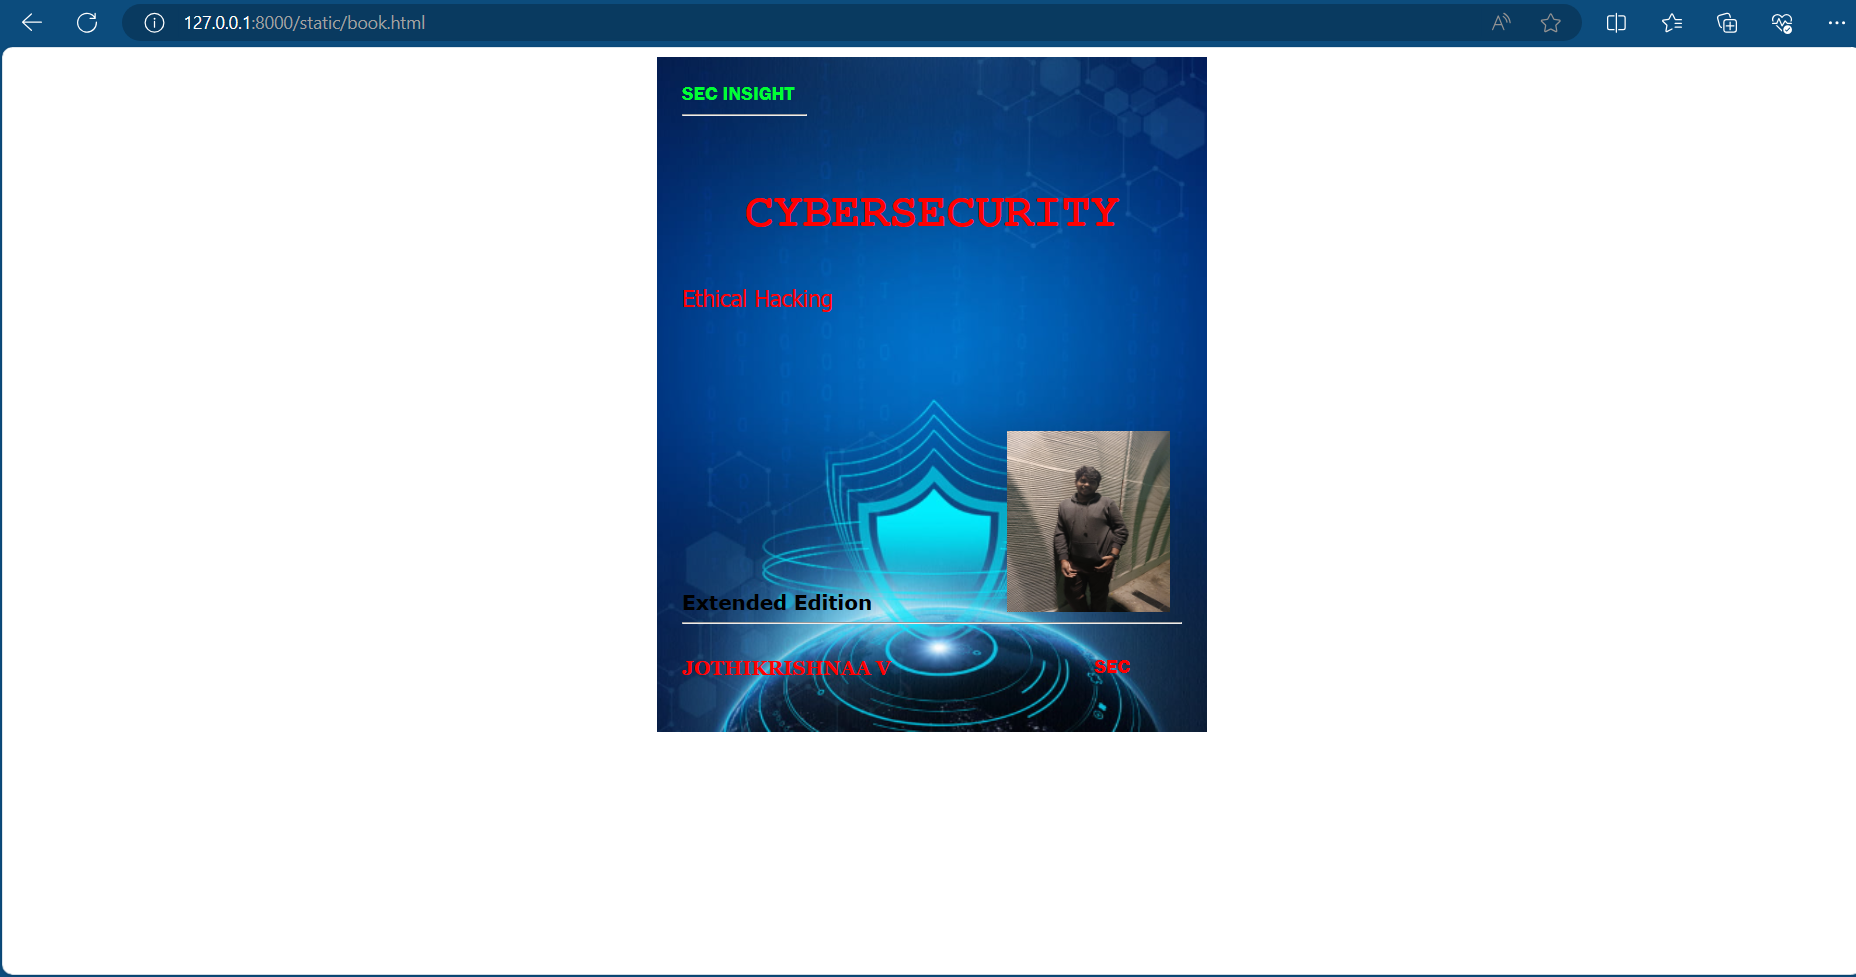 127.0.0.1:8000/static/book.html
SEC INSIGHT
CYBERSECURITY
Ethical Hacking
Extended Edition
JOTHIKRISHNAA V
SEC